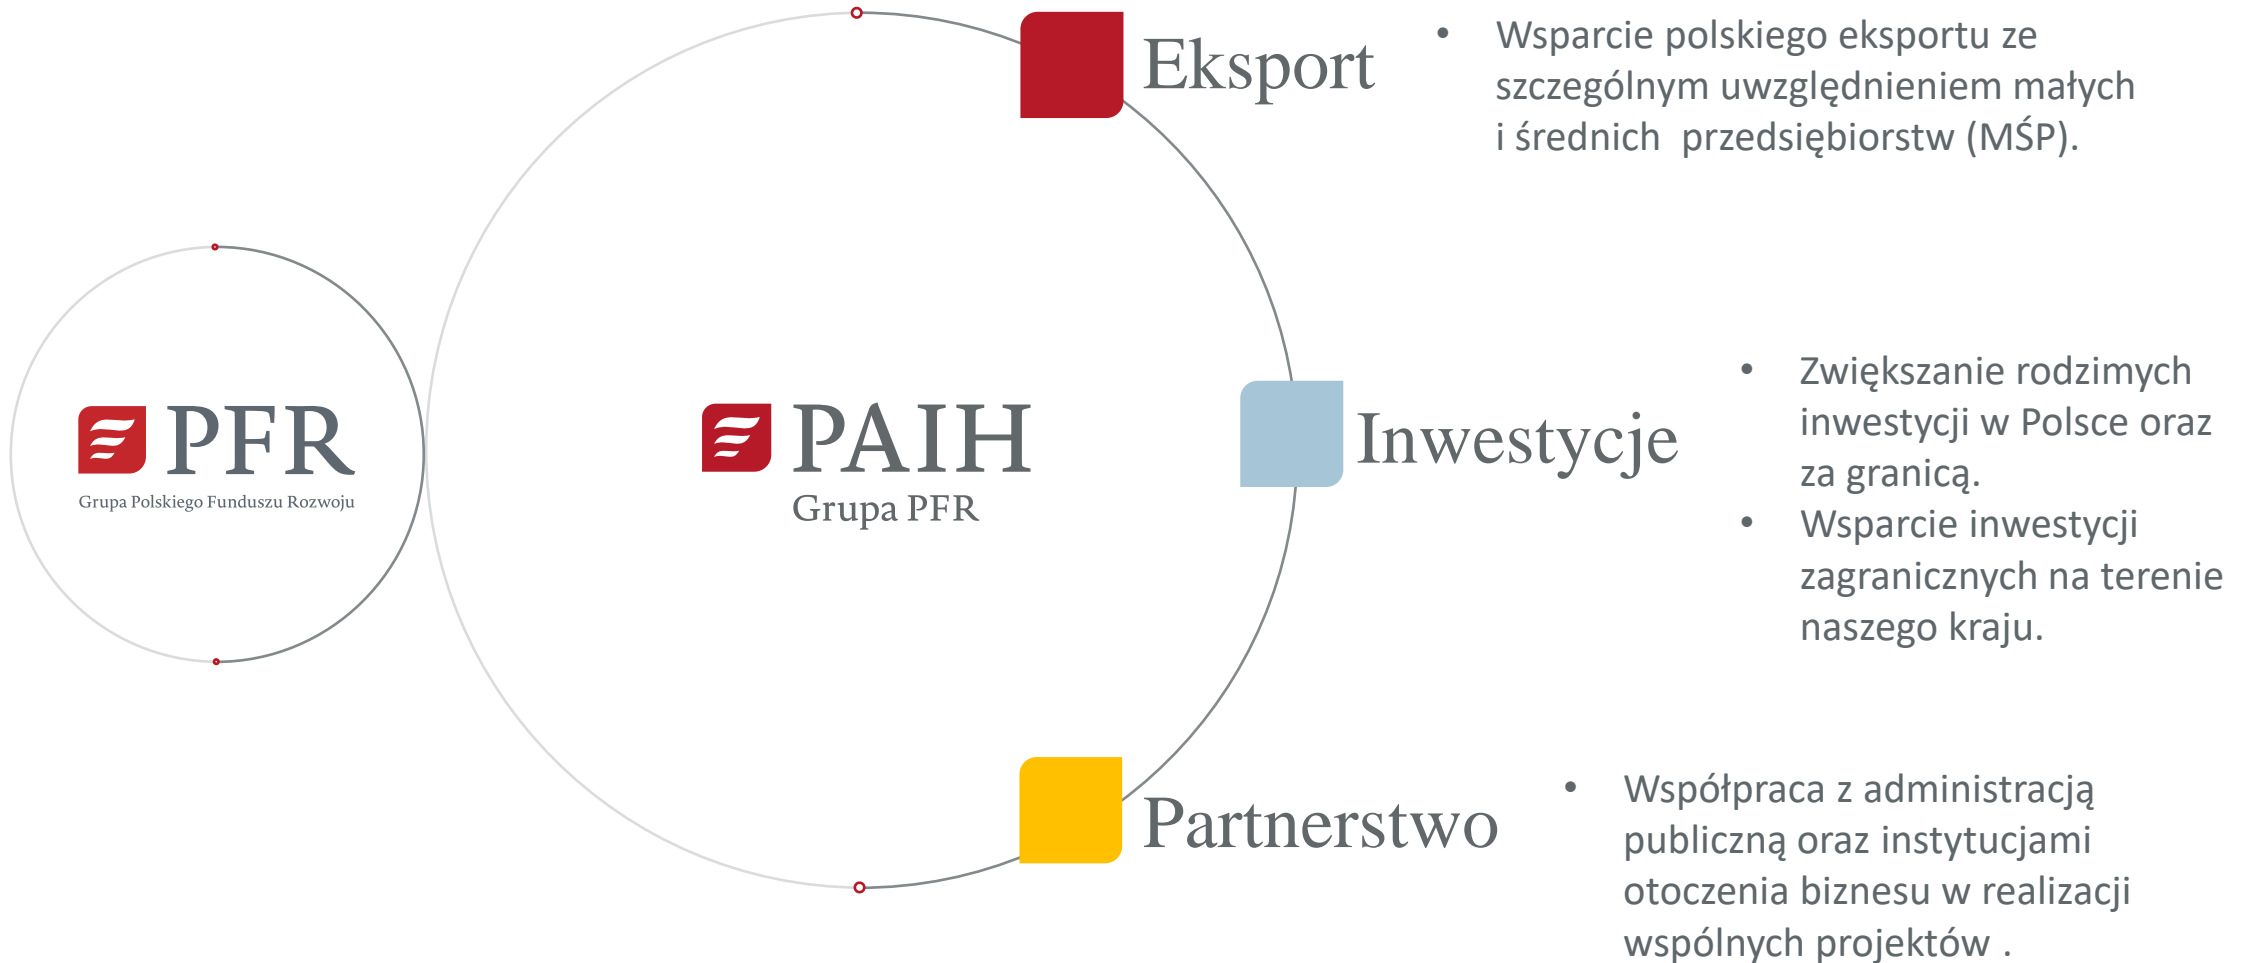 PFR
Grupa Polskiego Funduszu Rozwoju
PAIH
Grupa PFR
Eksport
• Wsparcie polskiego eksportu ze
szczególnym uwzględnieniem małych
i średnich  przedsiębiorstw (MŚP).
Inwestycje
• Zwiększanie rodzimych
inwestycji w Polsce oraz
za granicą.
• Wsparcie inwestycji
zagranicznych na terenie
naszego kraju.
Partnerstwo
• Współpraca z administracją
publiczną oraz instytucjami
otoczenia biznesu w realizacji
wspólnych projektów .